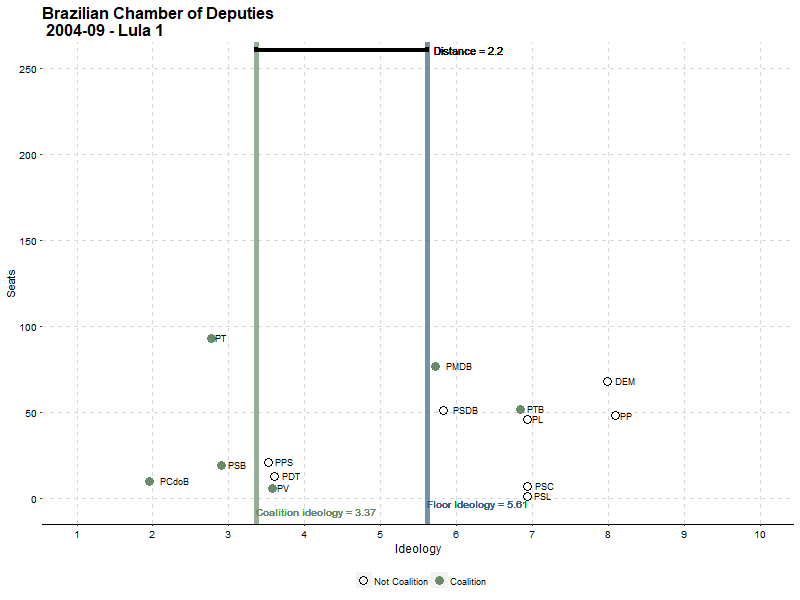 Brazilian Chamber of Deputies
2004-09 - Lula 1
Distance = 2.2
250
200
150
100
50
0
Seats
PT
PMDB
DEM
PSDB
PTB
PL
PP
PSB
PPS
PCdoB
PDT
PV
PSC
PSL
Coalition ideology = 3.37
Floor Ideology = 5.61
1 2 3 4 5 6 7 8 9 10
Ideology
Not Coalition Coalition